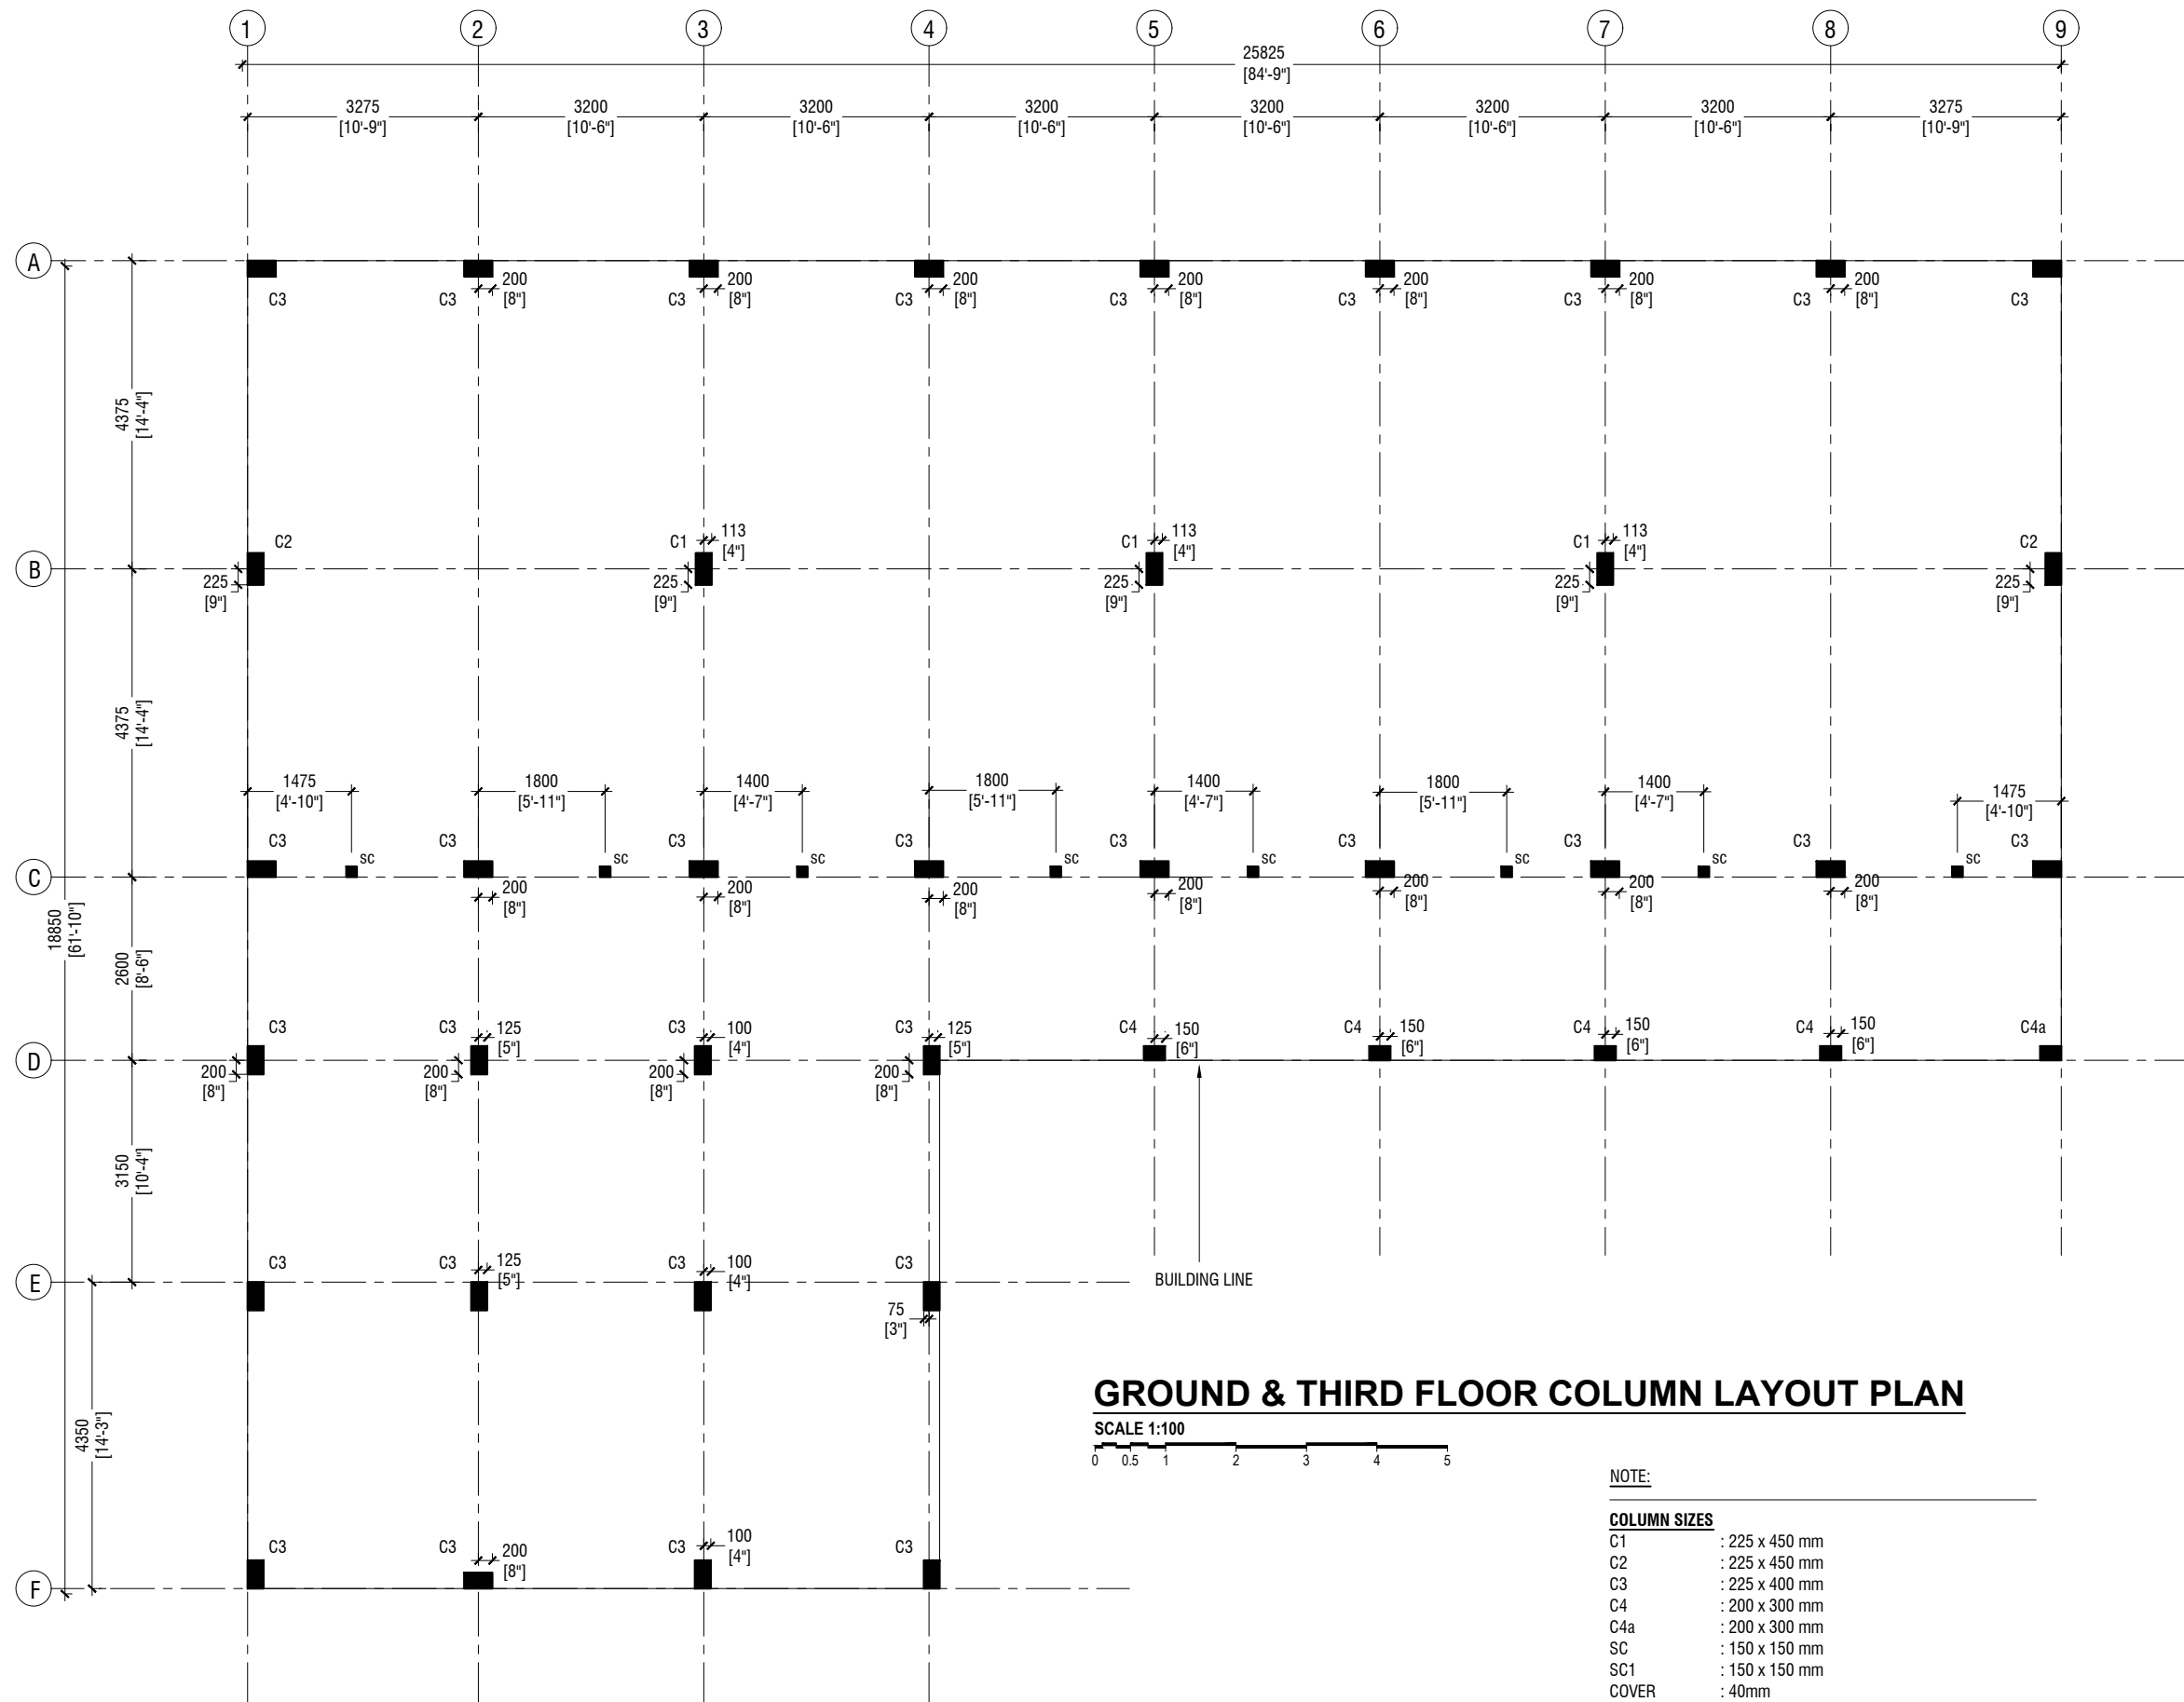 1 2 3 4 5 6 7 8 9
25825
[84'-9"]
3275 3200 3200 3200 3200 3200 3200 3275
[10'-9"] [10'-6"] [10'-6"] [10'-6"] [10'-6"] [10'-6"] [10'-6"] [10'-9"]
A
200 200 200 200 200 200 200
[8"] [8"] [8"] [8"] [8"] [8"] [8"]
C3 C3 C3 C3 C3 C3 C3 C3 C3
4375
[14'-4"]
113 113 113
[4"] [4"] [4"]
C2 C1 C1 C1 C2
B
225 225 225 225 225
[9"] [9"] [9"] [9"] [9"]
4375
[14'-4"]
1475 1800 1400 1800 1400 1800 1400 1475
[4'-10"] [5'-11"] [4'-7"] [5'-11"] [4'-7"] [5'-11"] [4'-7"] [4'-10"]
C3 C3 C3 C3 C3 C3 C3 C3 C3
SC SC SC SC SC SC SC SC
C
200 200 200 200 200 200 200
[8"] [8"] [8"] [8"] [8"] [8"] [8"]
18850
[61'-10"]
2600
[8'-6"]
C3 C3 C3 C3 C4 C4 C4 C4 C4a
125 100 125 150 150 150 150
[5"] [4"] [5"] [6"] [6"] [6"] [6"]
D
200 200 200 200
[8"] [8"] [8"] [8"]
3150
[10'-4"]
C3 C3 C3 C3
125 100
[5"] [4"]
E
BUILDING LINE
75
[3"]
4350
[14'-3"]
C3 C3 C3 C3
200 100
[8"] [4"]
F
GROUND & THIRD FLOOR COLUMN LAYOUT PLAN
SCALE 1:100
0 0.5 1 2 3 4 5
NOTE:
COLUMN SIZES
C1 : 225 x 450 mm
C2 : 225 x 450 mm
C3 : 225 x 400 mm
C4 : 200 x 300 mm
C4a : 200 x 300 mm
SC : 150 x 150 mm
SC1 : 150 x 150 mm
COVER : 40mm